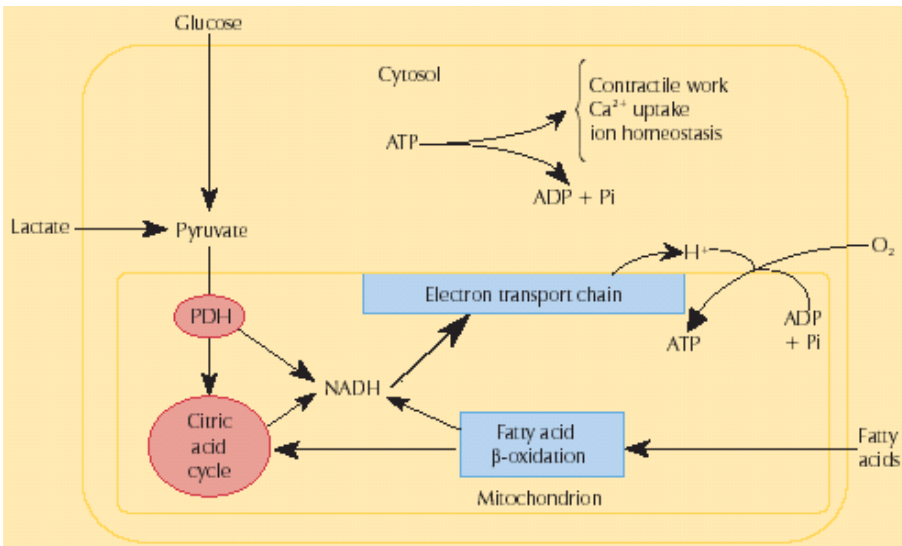 Glucose
Cytosol
Contractile work
Ca²⁺ uptake
ion homeostasis
ATP
ADP + Pi
Lactate
Pyruvate
H⁺
O₂
Electron transport chain
PDH
ATP
ADP
+ Pi
NADH
Citric
acid
cycle
Fatty acid
β-oxidation
Fatty
acids
Mitochondrion